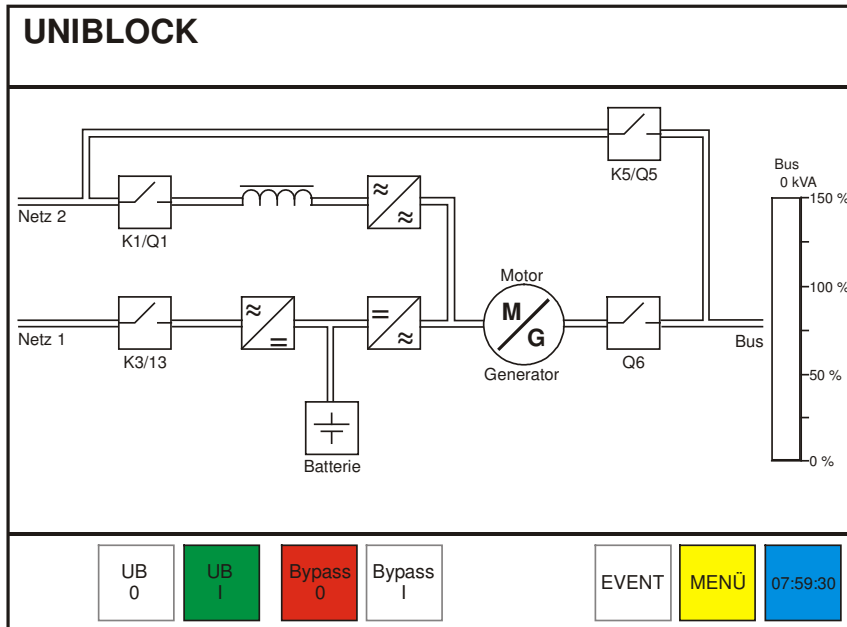 UNIBLOCK
K5/Q5
Bus
0 kVA
150 %
Netz 2
K1/Q1
≈
≈
100 %
Motor
M
G
Generator
Netz 1
K3/13
≈
=
=
≈
Q6
Bus
50 %
Batterie
0 %
UB
0
UB
I
Bypass
0
Bypass
I
EVENT
MENÜ
07:59:30